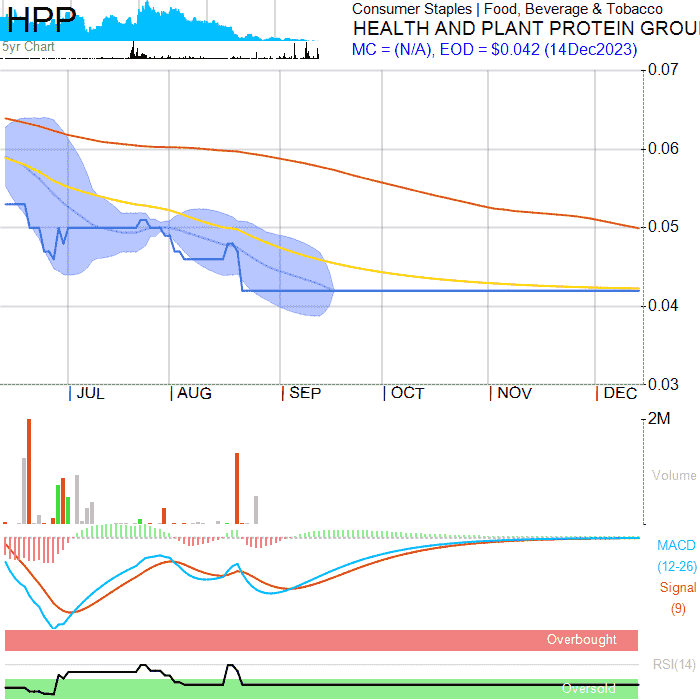 HPP
5yr Chart
Consumer Staples | Food, Beverage & Tobacco
HEALTH AND PLANT PROTEIN GROU
MC = (N/A), EOD = $0.042 (14Dec2023)
0.07
0.06
0.05
0.04
0.03
JUL AUG SEP OCT NOV DEC
2M
Volume
MACD
(12-26)
Signal
(9)
Overbought
RSI(14)
Oversold